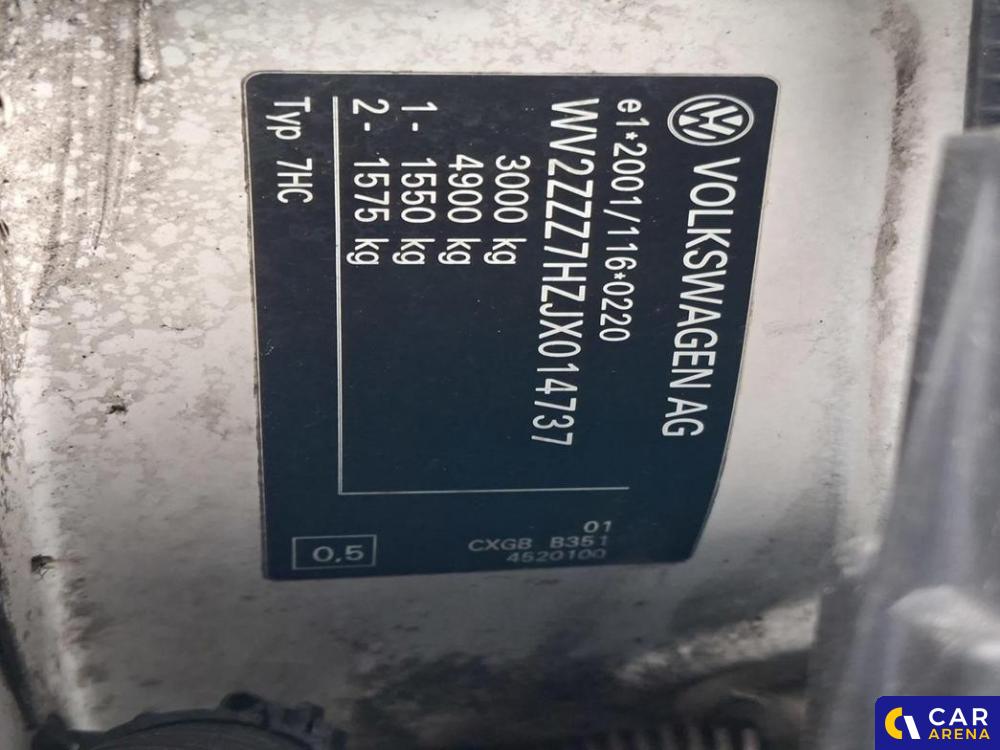 VOLKSWAGEN AG
e1*2001/116*0220
WV2ZZZ7HZJX014737
3000 kg
4900 kg
1- 1550 kg
2- 1575 kg
Typ 7HC
01
CXGB B351
4520100
0.5
CAR
ARENA